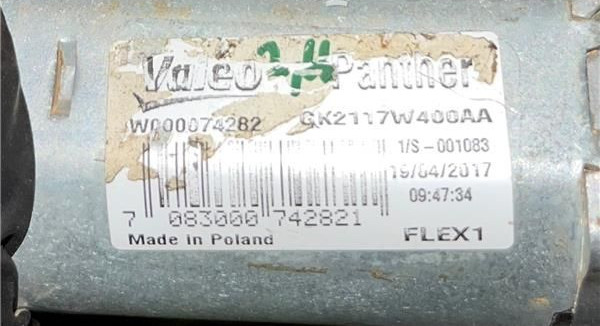 Valeo 2H Panther
W000074282 GK2117W400AA
1/S-001083
19/04/2017
09:47:34
7 083000 742821
Made in Poland FLEX1